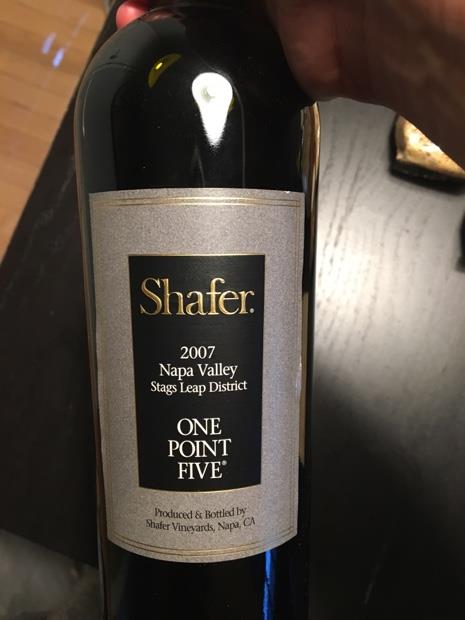 Shafer®
2007
Napa Valley
Stags Leap District
ONE
POINT
FIVE®
Produced & Bottled by
Shafer Vineyards, Napa, CA